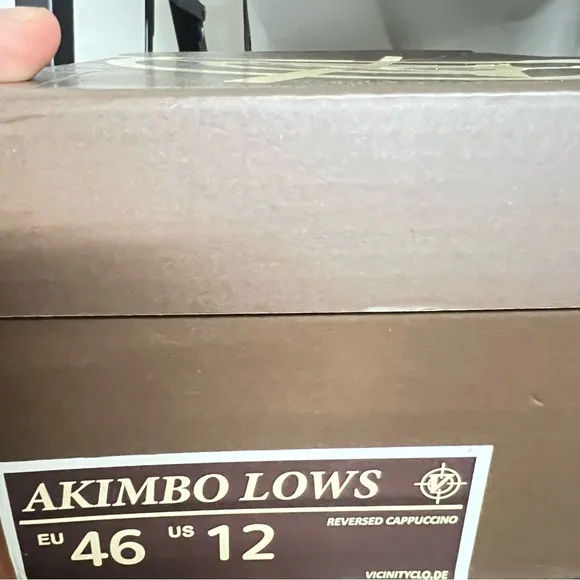 AKIMBO LOWS
REVERSED CAPPUCCINO
EU 46 US 12
VICINITYCLO.DE